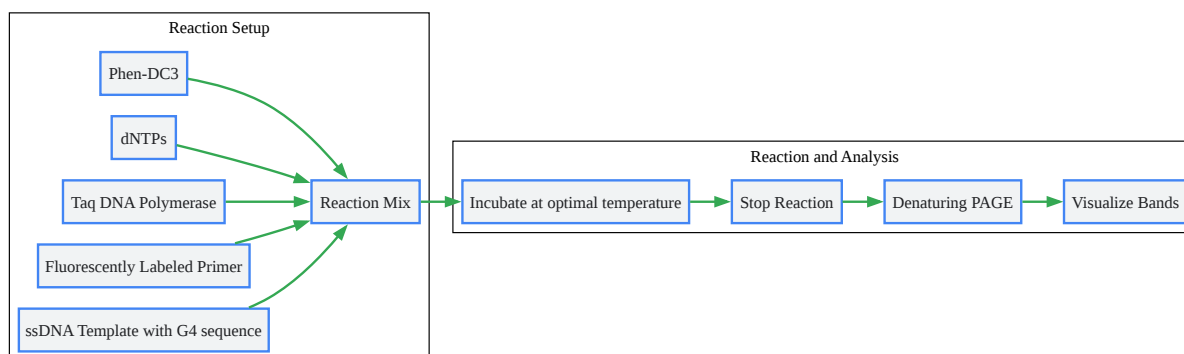 Reaction Setup
Phen-DC3
dNTPs
Taq DNA Polymerase
Fluorescently Labeled Primer
ssDNA Template with G4 sequence
Reaction Mix
Reaction and Analysis
Incubate at optimal temperature
Stop Reaction
Denaturing PAGE
Visualize Bands